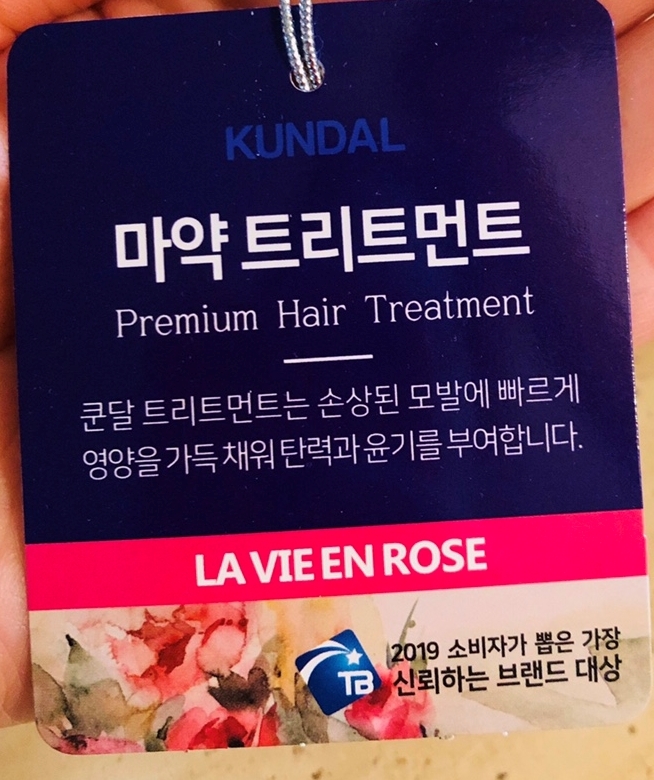 KUNDAL
마약 트리트먼트
Premium Hair Treatment
쿤달 트리트먼트는 손상된 모발에 빠르게
영양을 가득 채워 탄력과 윤기를 부여합니다.
LA VIE EN ROSE
TB
2019 소비자가 뽑은 가장
신뢰하는 브랜드 대상